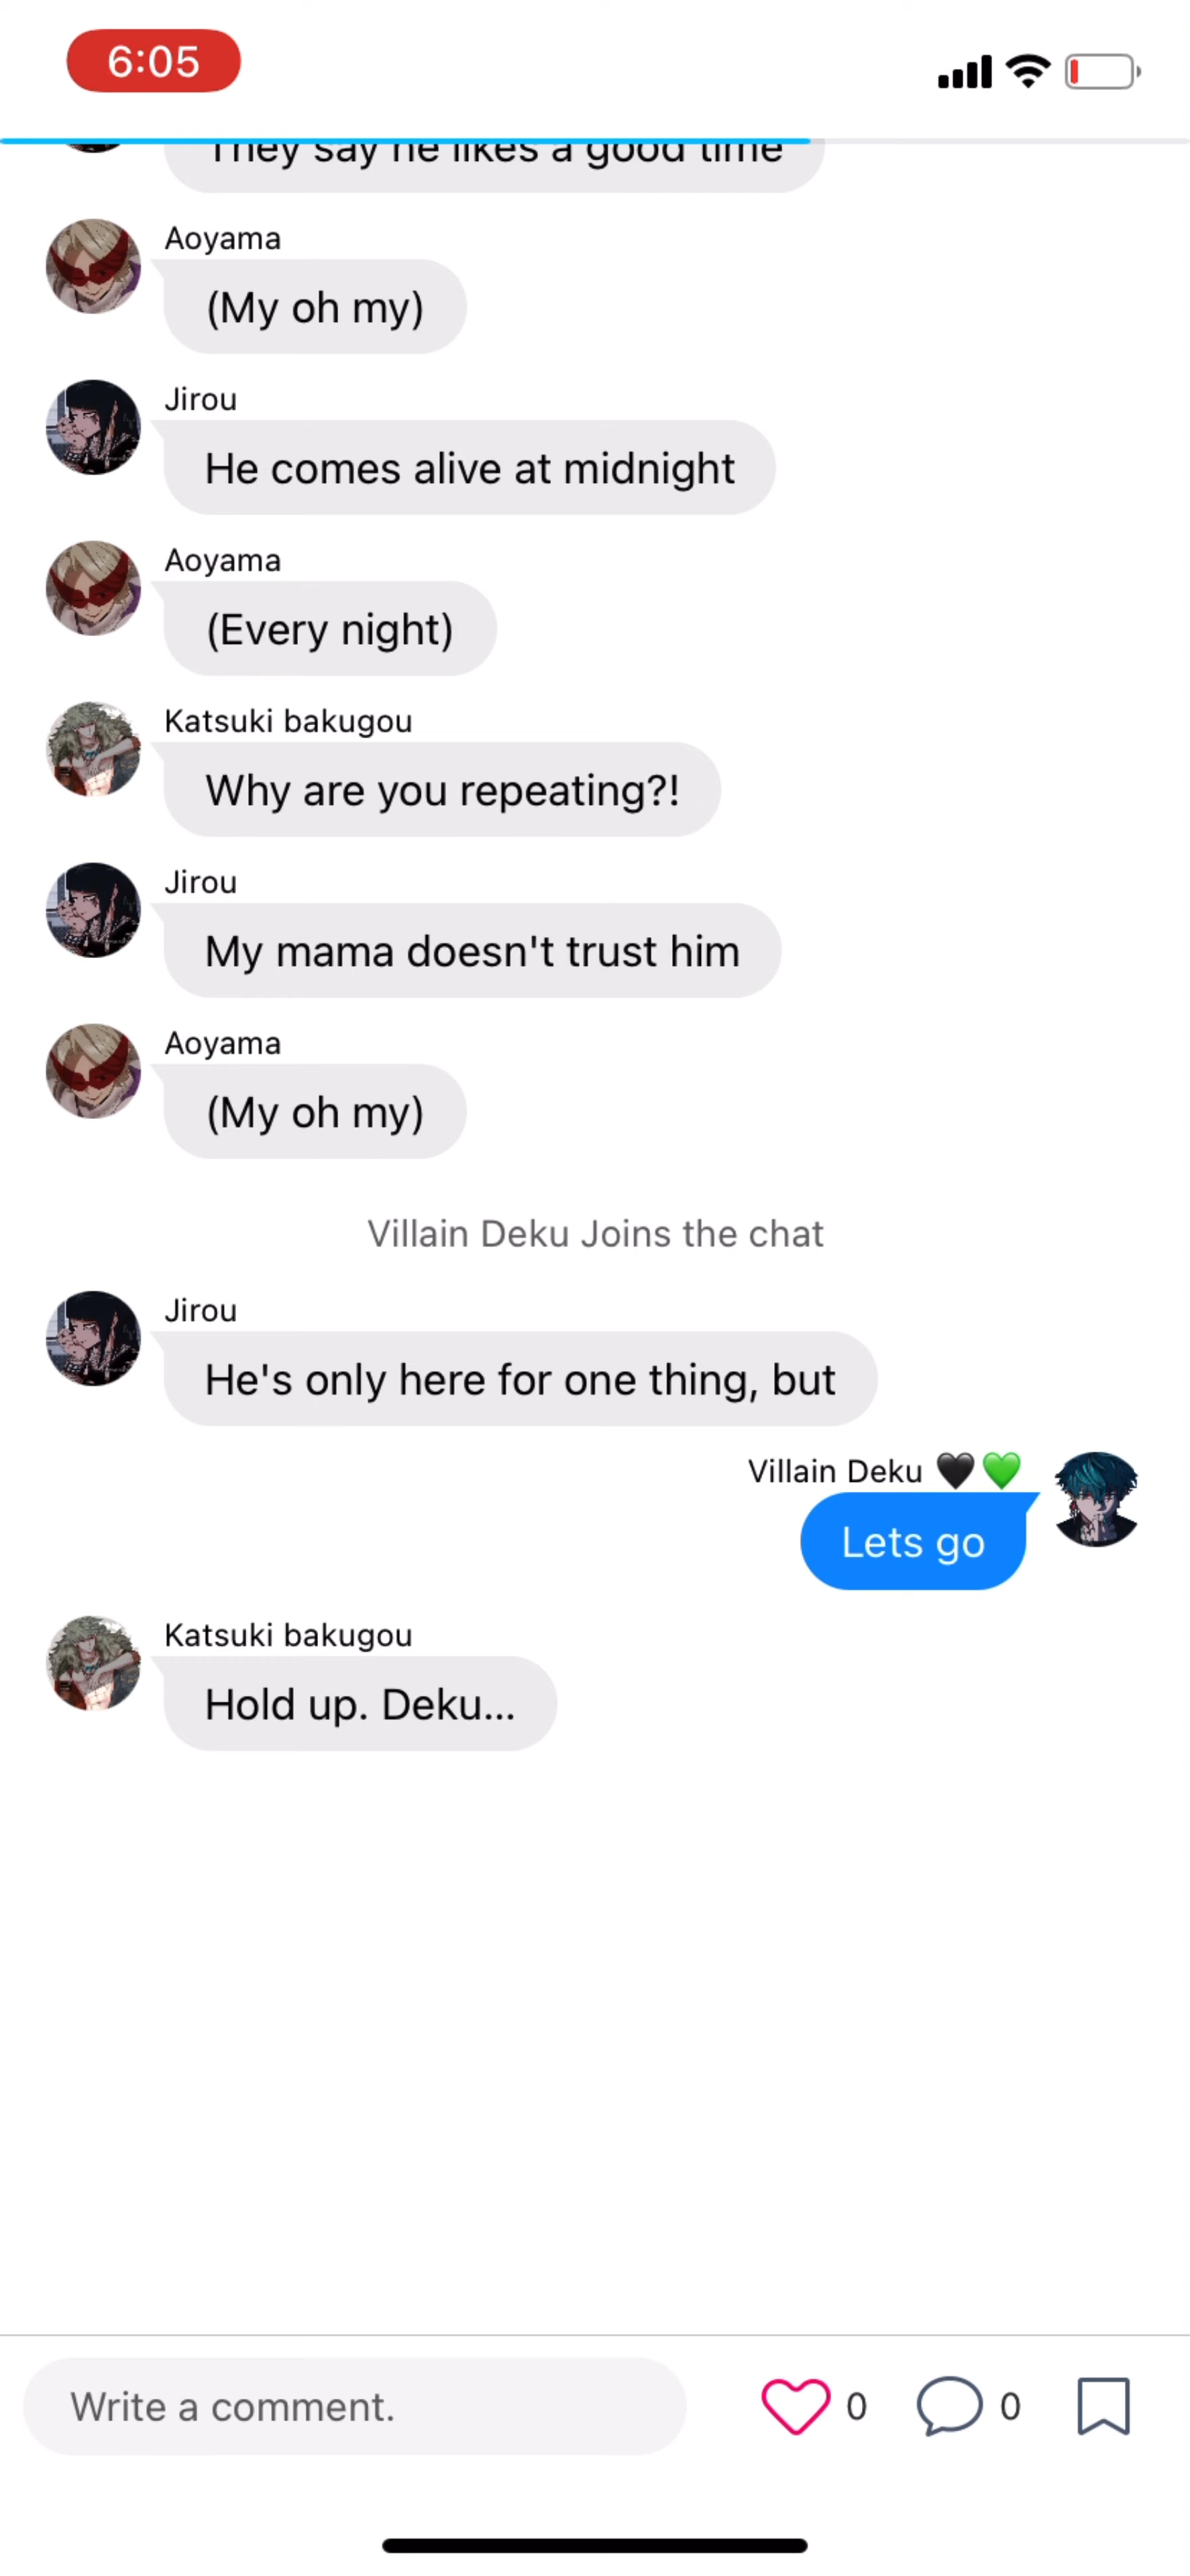 6:05
They say he likes a good time
Aoyama
(My oh my)
Jirou
He comes alive at midnight
Aoyama
(Every night)
Katsuki bakugou
Why are you repeating?!
Jirou
My mama doesn't trust him
Aoyama
(My oh my)
Villain Deku Joins the chat
Jirou
He's only here for one thing, but
Villain Deku 🖤💚
Lets go
Katsuki bakugou
Hold up. Deku...
Write a comment.
0
0